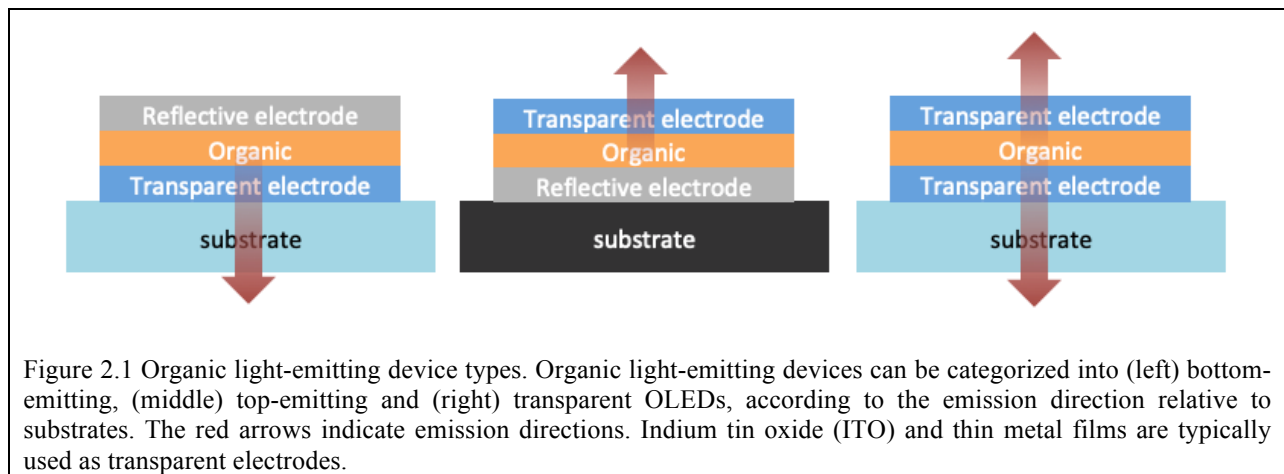 Reflective electrode
Organic
Transparent electrode
substrate
Transparent electrode
Organic
Reflective electrode
substrate
Transparent electrode
Organic
Transparent electrode
substrate
Figure 2.1 Organic light-emitting device types. Organic light-emitting devices can be categorized into (left) bottom-
emitting, (middle) top-emitting and (right) transparent OLEDs, according to the emission direction relative to
substrates. The red arrows indicate emission directions. Indium tin oxide (ITO) and thin metal films are typically
used as transparent electrodes.